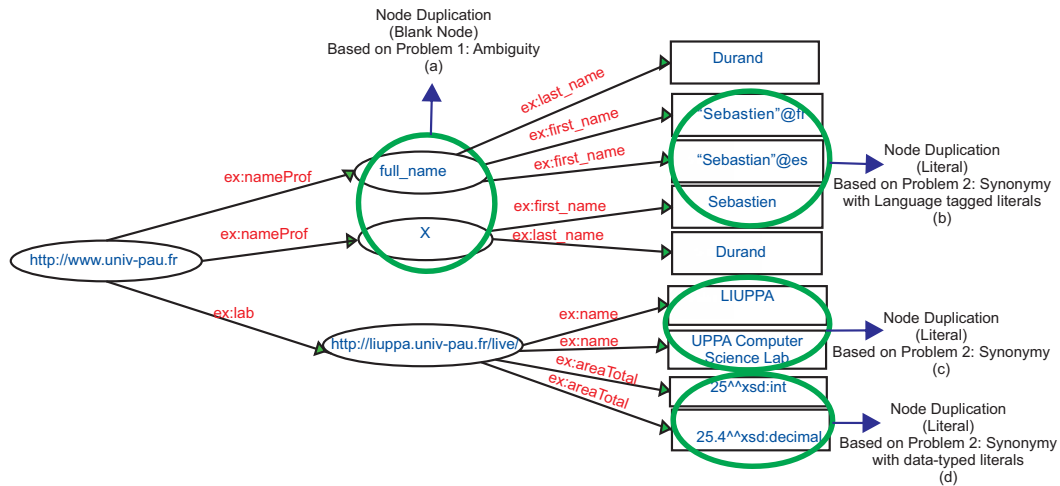 Node Duplication
(Blank Node)
Based on Problem 1: Ambiguity
(a)
Durand
ex:last_name
"Sebastien"@fr
ex:first_name
"Sebastian"@es
ex:first_name
full_name
ex:nameProf
Node Duplication
(Literal)
Based on Problem 2: Synonymy
with Language tagged literals
(b)
Sebastien
ex:first_name
X
ex:nameProf
ex:last_name
Durand
http://www.univ-pau.fr
ex:lab
http://liuppa.univ-pau.fr/live/
ex:name
LIUPPA
ex:name
UPPA Computer
Science Lab
Node Duplication
(Literal)
Based on Problem 2: Synonymy
(c)
ex:areaTotal
25^^xsd:int
ex:areaTotal
25.4^^xsd:decimal
Node Duplication
(Literal)
Based on Problem 2: Synonymy
with data-typed literals
(d)